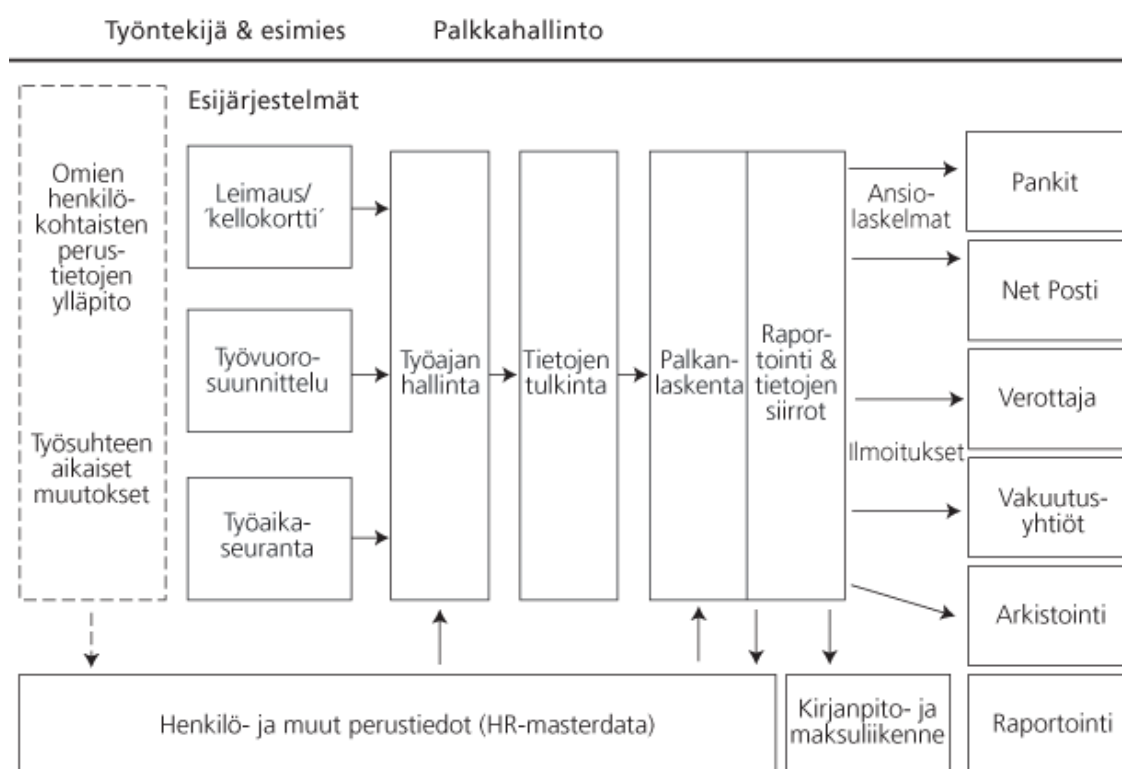 Työntekijä & esimies
Palkkahallinto
Esijärjestelmät
Omien
henkilö-
kohtaisten
perus-
tietojen
ylläpito
Työsuhteen
aikaiset
muutokset
Leimaus/
´kellokortti´
Työvuoro-
suunnittelu
Työaika-
seuranta
Työajan
hallinta
Tietojen
tulkinta
Palkan-
laskenta
Rapor-
tointi &
tietojen
siirrot
Ansio-
laskelmat
Ilmoitukset
Pankit
Net Posti
Verottaja
Vakuutus-
yhtiöt
Arkistointi
Henkilö- ja muut perustiedot (HR-masterdata)
Kirjanpito- ja
maksuliikenne
Raportointi